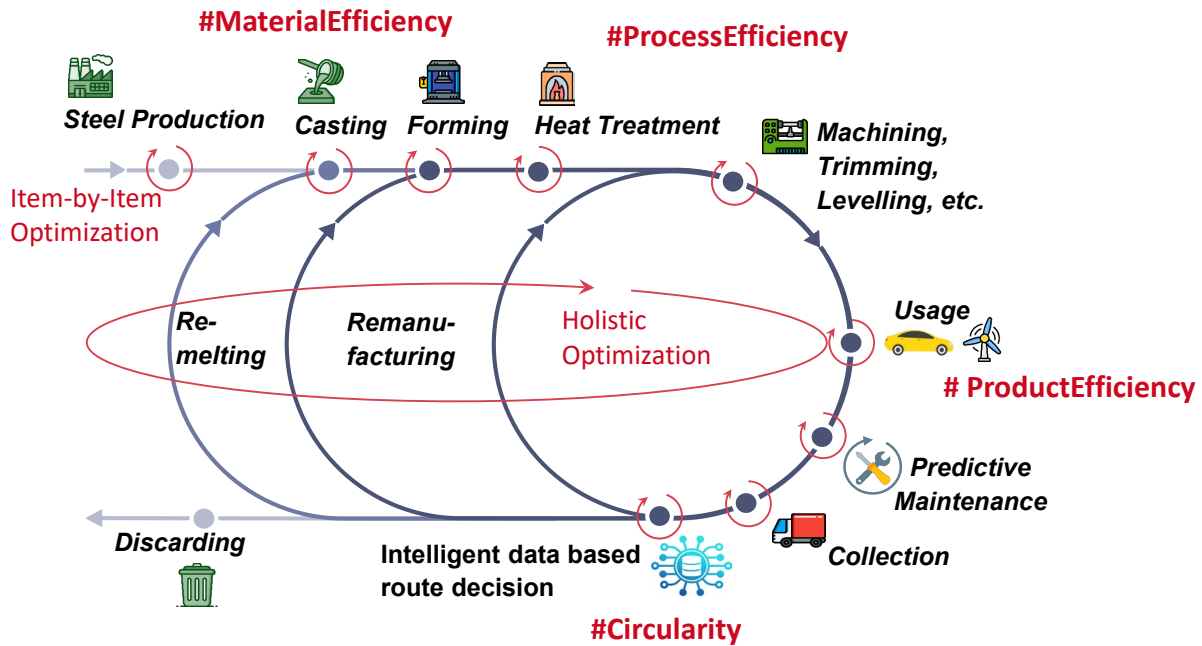 #MaterialEfficiency
#ProcessEfficiency
Steel Production
Casting
Forming
Heat Treatment
Machining,
Trimming,
Levelling, etc.
Item-by-Item
Optimization
Re-
melting
Remanu-
facturing
Holistic
Optimization
Usage
# ProductEfficiency
Predictive
Maintenance
Discarding
Intelligent data based
route decision
Collection
#Circularity